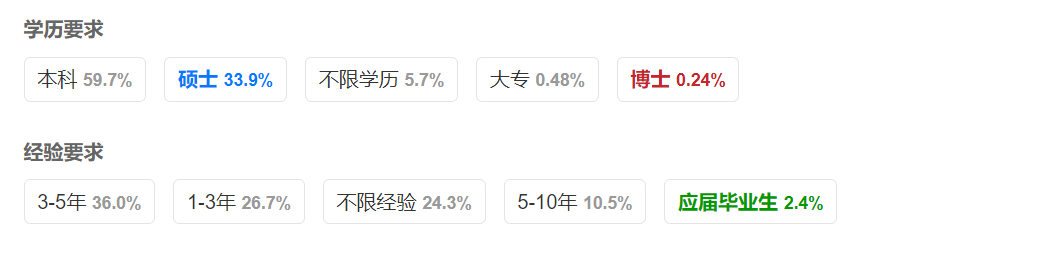 学历要求
本科 59.7% 硕士 33.9% 不限学历 5.7% 大专 0.48% 博士 0.24%
经验要求
3-5年 36.0% 1-3年 26.7% 不限经验 24.3% 5-10年 10.5% 应届毕业生 2.4%